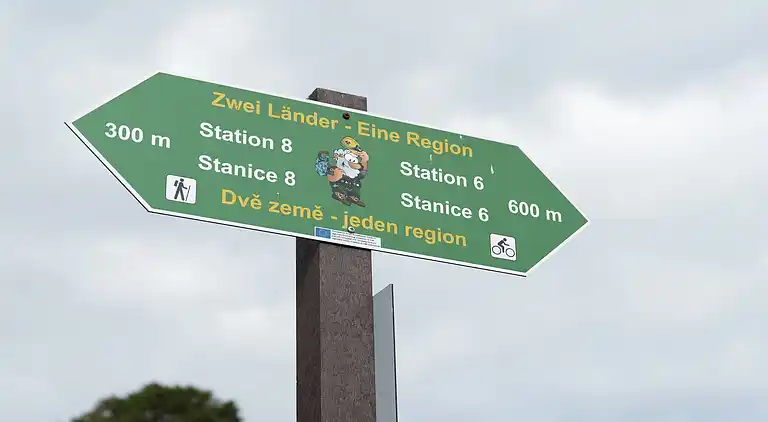 Zwei Länder - Eine Region
300 m
Station 8
Stanice 8
Station 6
Stanice 6
600 m
Dvě země - jeden region